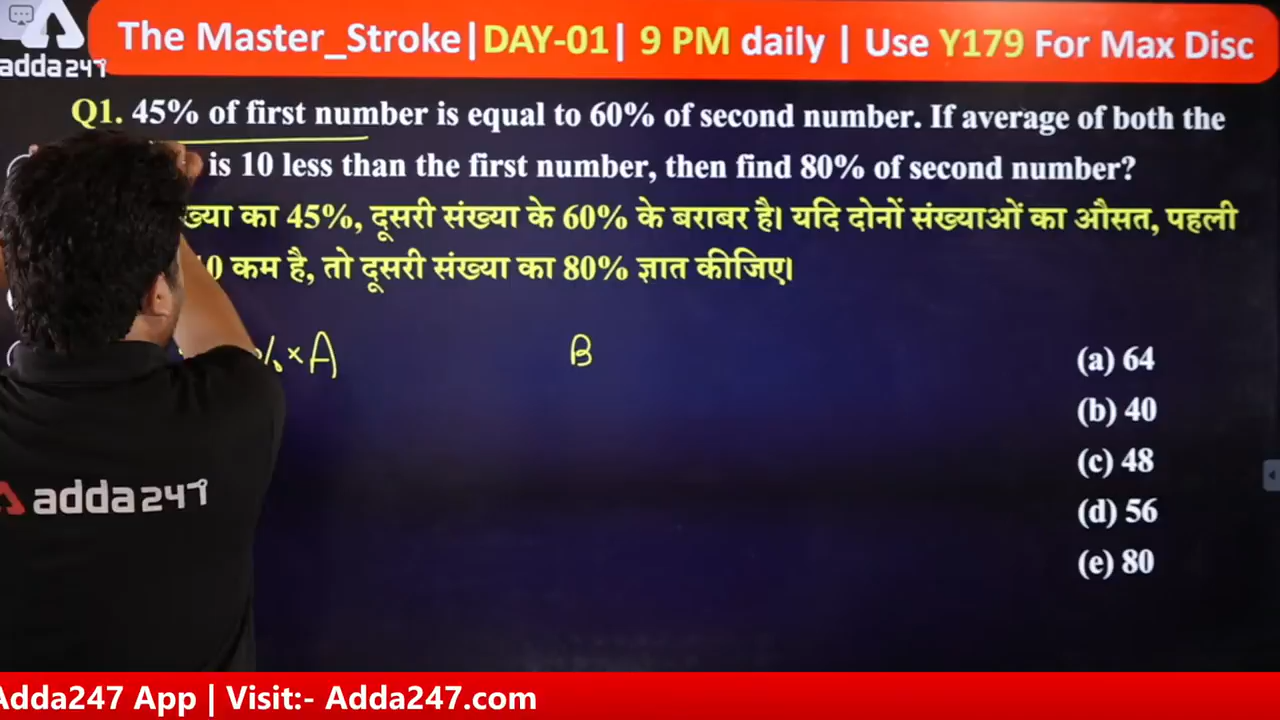 The Master_Stroke|DAY-01| 9 PM daily | Use Y179 For Max Disc
adda247
Q1. 45% of first number is equal to 60% of second number. If average of both the
is 10 less than the first number, then find 80% of second number?
का 45%, दूसरी संख्या के 60% के बराबर है। यदि दोनों संख्याओं का औसत, पहली
कम है, तो दूसरी संख्या का 80% ज्ञात कीजिए।
% × A B
(a) 64
(b) 40
(c) 48
(d) 56
(e) 80
adda247
Adda247 App | Visit:- Adda247.com